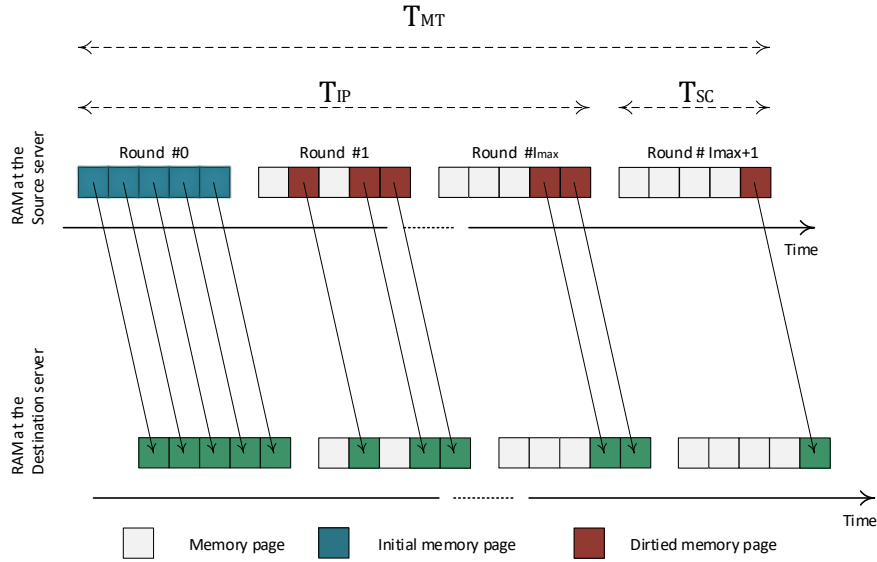 TMT
TIP
TSC
Round #0
Round #1
Round #Imax
Round # Imax+1
RAM at the
Source server
Time
RAM at the
Destination server
Time
Memory page
Initial memory page
Dirtied memory page